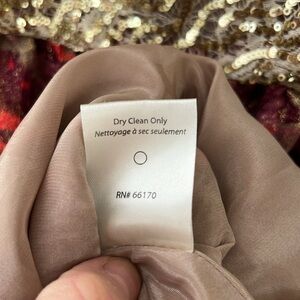 Dry Clean Only
Nettoyage à sec seulement
RN# 66170